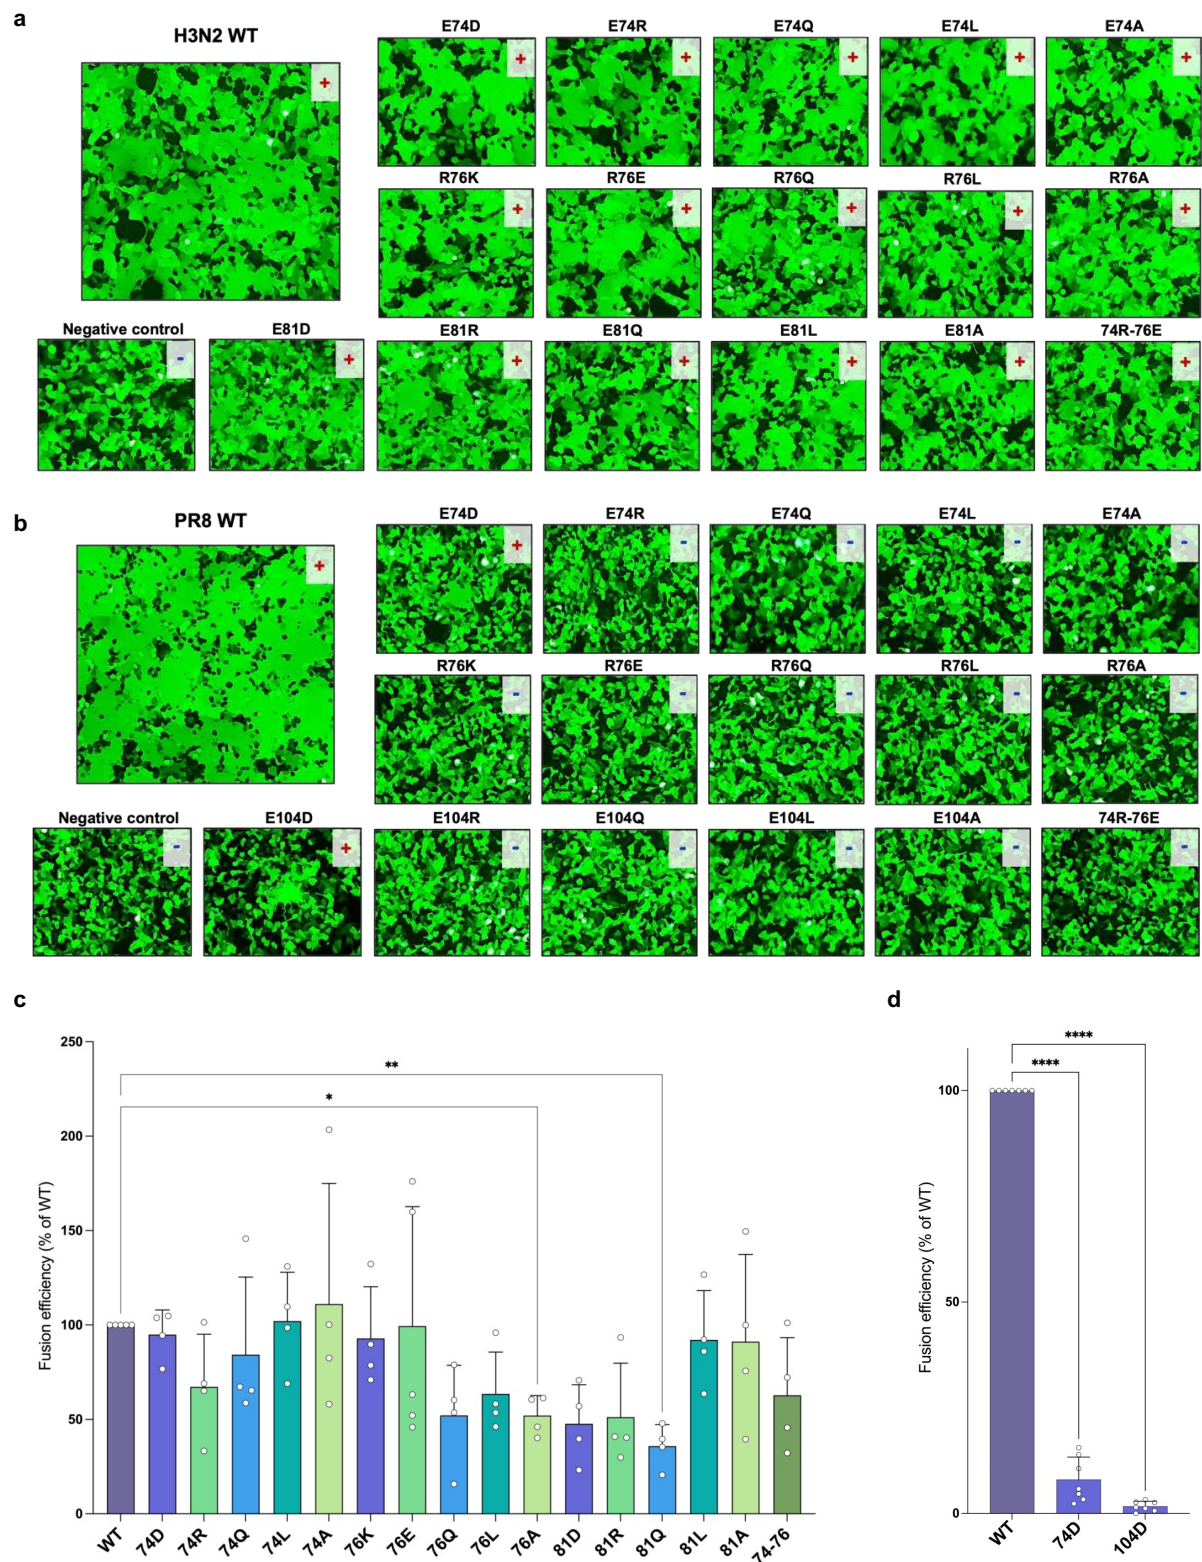 a
H3N2 WT
+
E74D
+
E74R
+
E74Q
+
E74L
+
E74A
+
R76K
+
R76E
+
R76Q
+
R76L
+
R76A
+
Negative control
-
E81D
+
E81R
+
E81Q
+
E81L
+
E81A
+
74R-76E
+
b
PR8 WT
+
E74D
+
E74R
-
E74Q
-
E74L
-
E74A
-
R76K
-
R76E
-
R76Q
-
R76L
-
R76A
-
Negative control
-
E104D
+
E104R
-
E104Q
-
E104L
-
E104A
-
74R-76E
-
c
Fusion efficiency (% of WT)
250
200
150
100
50
0
**
*
WT
74D
74R
74Q
74L
74A
76K
76E
76Q
76L
76A
81D
81R
81Q
81L
81A
74-76
d
Fusion efficiency (% of WT)
100
50
0
****
****
WT
74D
104D